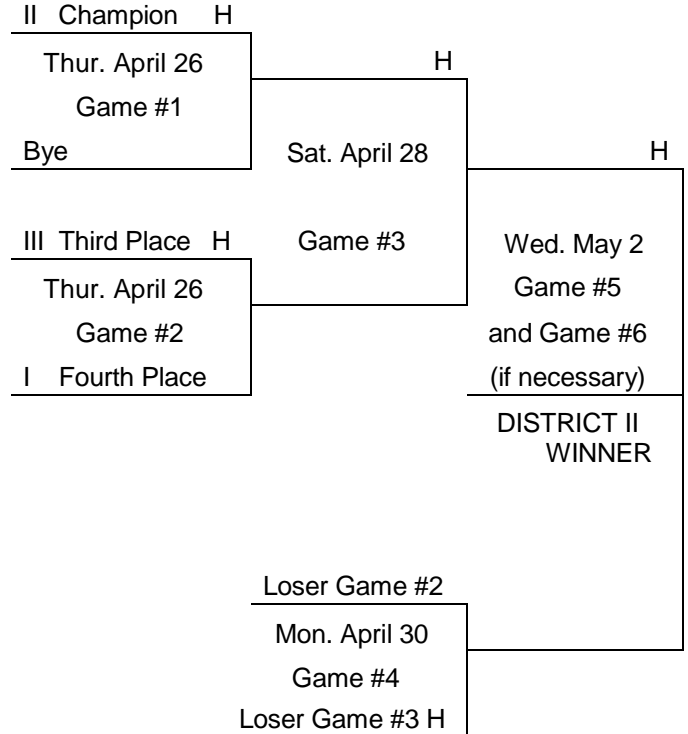 II Champion H
Thur. April 26
Game #1
Bye
H
Sat. April 28
Game #3
III Third Place H
Thur. April 26
Game #2
I Fourth Place
H
Wed. May 2
Game #5
and Game #6
(if necessary)
DISTRICT II
WINNER
Loser Game #2
Mon. April 30
Game #4
Loser Game #3 H